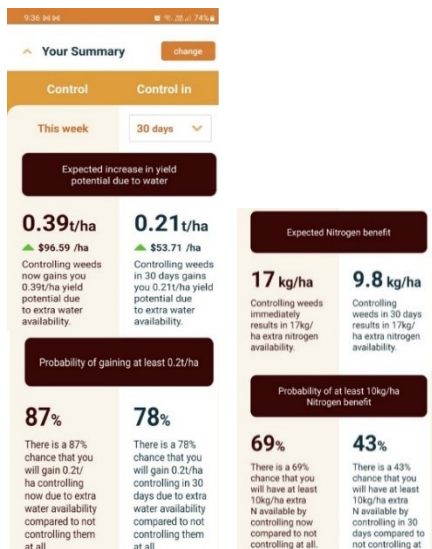 9:36
74%
Your Summary
change
Control
Control in
This week
30 days
Expected increase in yield
potential due to water
0.39t/ha
$96.59 /ha
Controlling weeds
now gains you
0.39t/ha yield
potential due
to extra water
availability.
0.21t/ha
$53.71 /ha
Controlling weeds
in 30 days gains
you 0.21t/ha yield
potential due
to extra water
availability.
Probability of gaining at least 0.2t/ha
87%
There is a 87%
chance that you
will gain 0.2t/
ha controlling
now due to extra
water availability
compared to not
controlling them
at all.
78%
There is a 78%
chance that you
will gain 0.2t/ha
controlling in 30
days due to extra
water availability
compared to not
controlling them
at all.
Expected Nitrogen benefit
17 kg/ha
Controlling weeds
immediately
results in 17kg/
ha extra nitrogen
availability.
9.8 kg/ha
Controlling
weeds in 30 days
results in 17kg/
ha extra nitrogen
availability.
Probability of at least 10kg/ha
Nitrogen benefit
69%
There is a 69%
chance that you
will have at least
10kg/ha extra
N available by
controlling now
compared to not
controlling at all.
43%
There is a 43%
chance that you
will have at least
10kg/ha extra
N available by
controlling in 30
days compared to
not controlling at